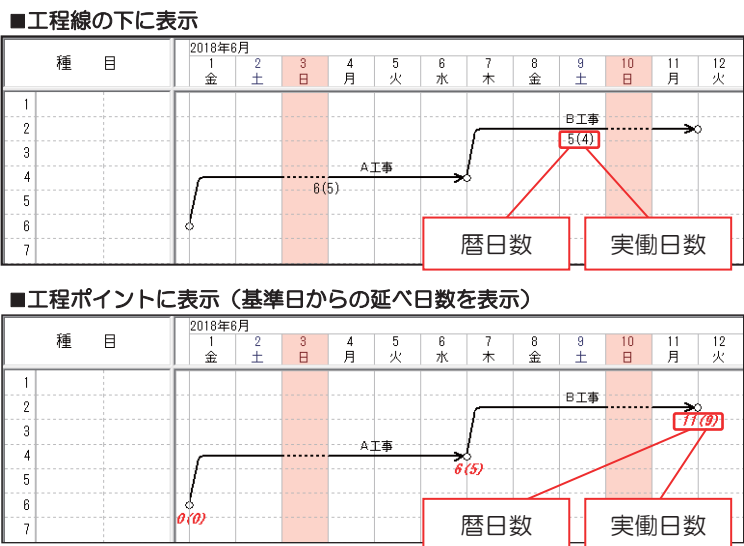 ■工程線の下に表示
種 目
2018年6月
1 2 3 4 5 6 7 8 9 10 11 12
金 土 日 月 火 水 木 金 土 日 月 火
1
2
B工事
3
5(4)
4
A工事
6(5)
5
6
7
暦日数 実働日数
■工程ポイントに表示（基準日からの延べ日数を表示）
種 目
2018年6月
1 2 3 4 5 6 7 8 9 10 11 12
金 土 日 月 火 水 木 金 土 日 月 火
1
2
B工事
3
11(9)
4
A工事
6(5)
5
6
0(0)
7
暦日数 実働日数